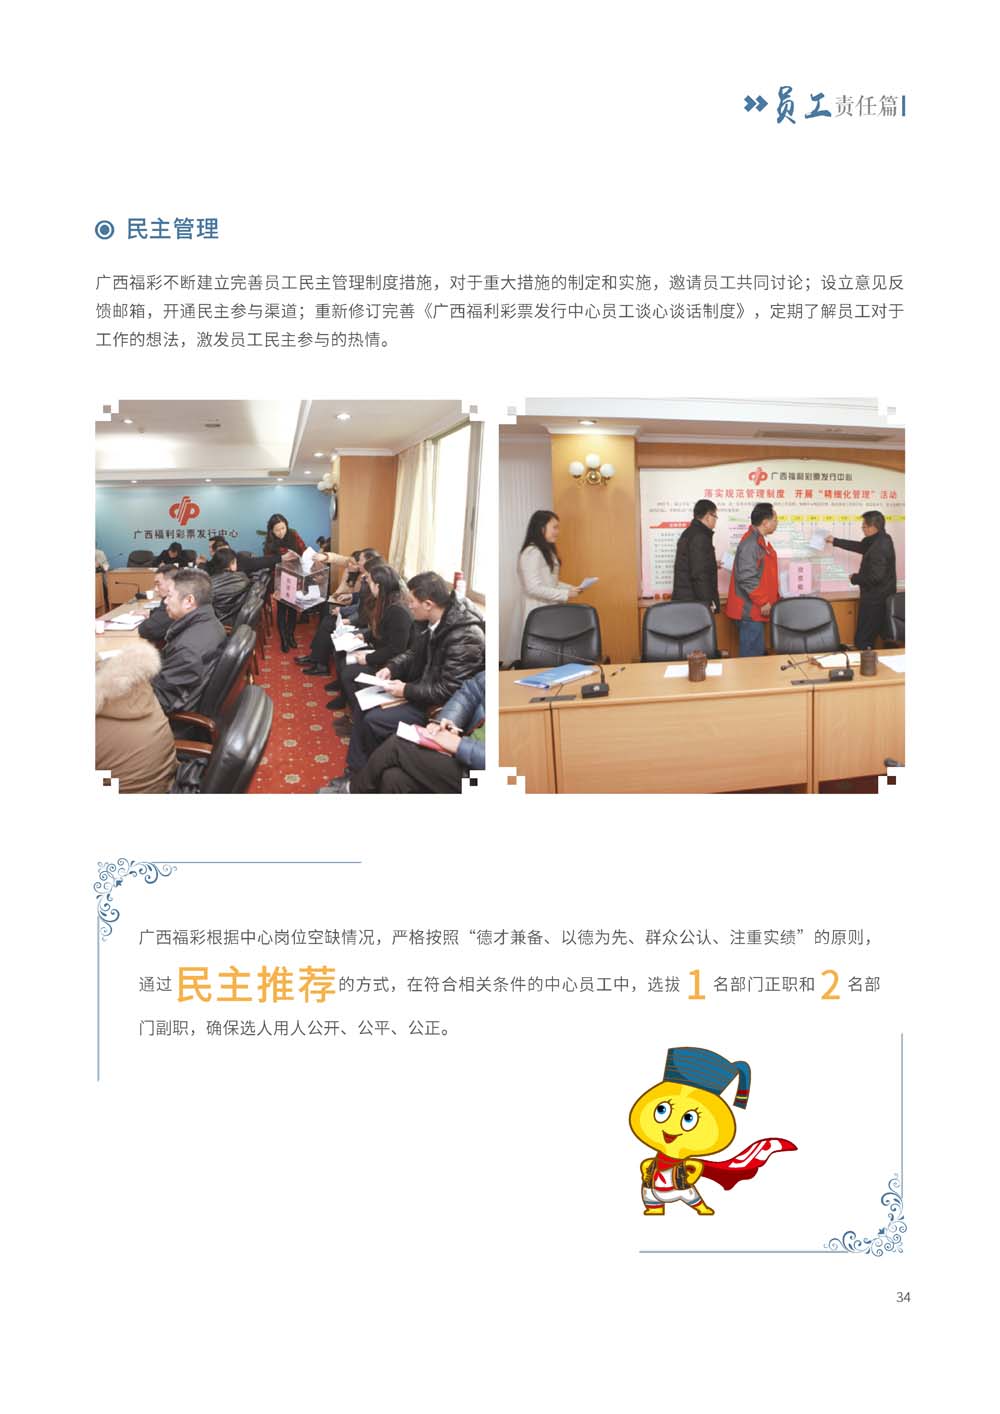 员工责任篇
民主管理
广西福彩不断建立完善员工民主管理制度措施，对于重大措施的制定和实施，邀请员工共同讨论；设立意见反
馈邮箱，开通民主参与渠道；重新修订完善《广西福利彩票发行中心员工谈心谈话制度》，定期了解员工对于
工作的想法，激发员工民主参与的热情。
广西福利彩票发行中心
广西福利彩票发行中心
落实规范管理制度 开展“精细化管理”活动
广西福彩根据中心岗位空缺情况，严格按照“德才兼备、以德为先、群众公认、注重实绩”的原则，
通过民主推荐的方式，在符合相关条件的中心员工中，选拔 1 名部门正职和 2 名部
门副职，确保选人用人公开、公平、公正。
34